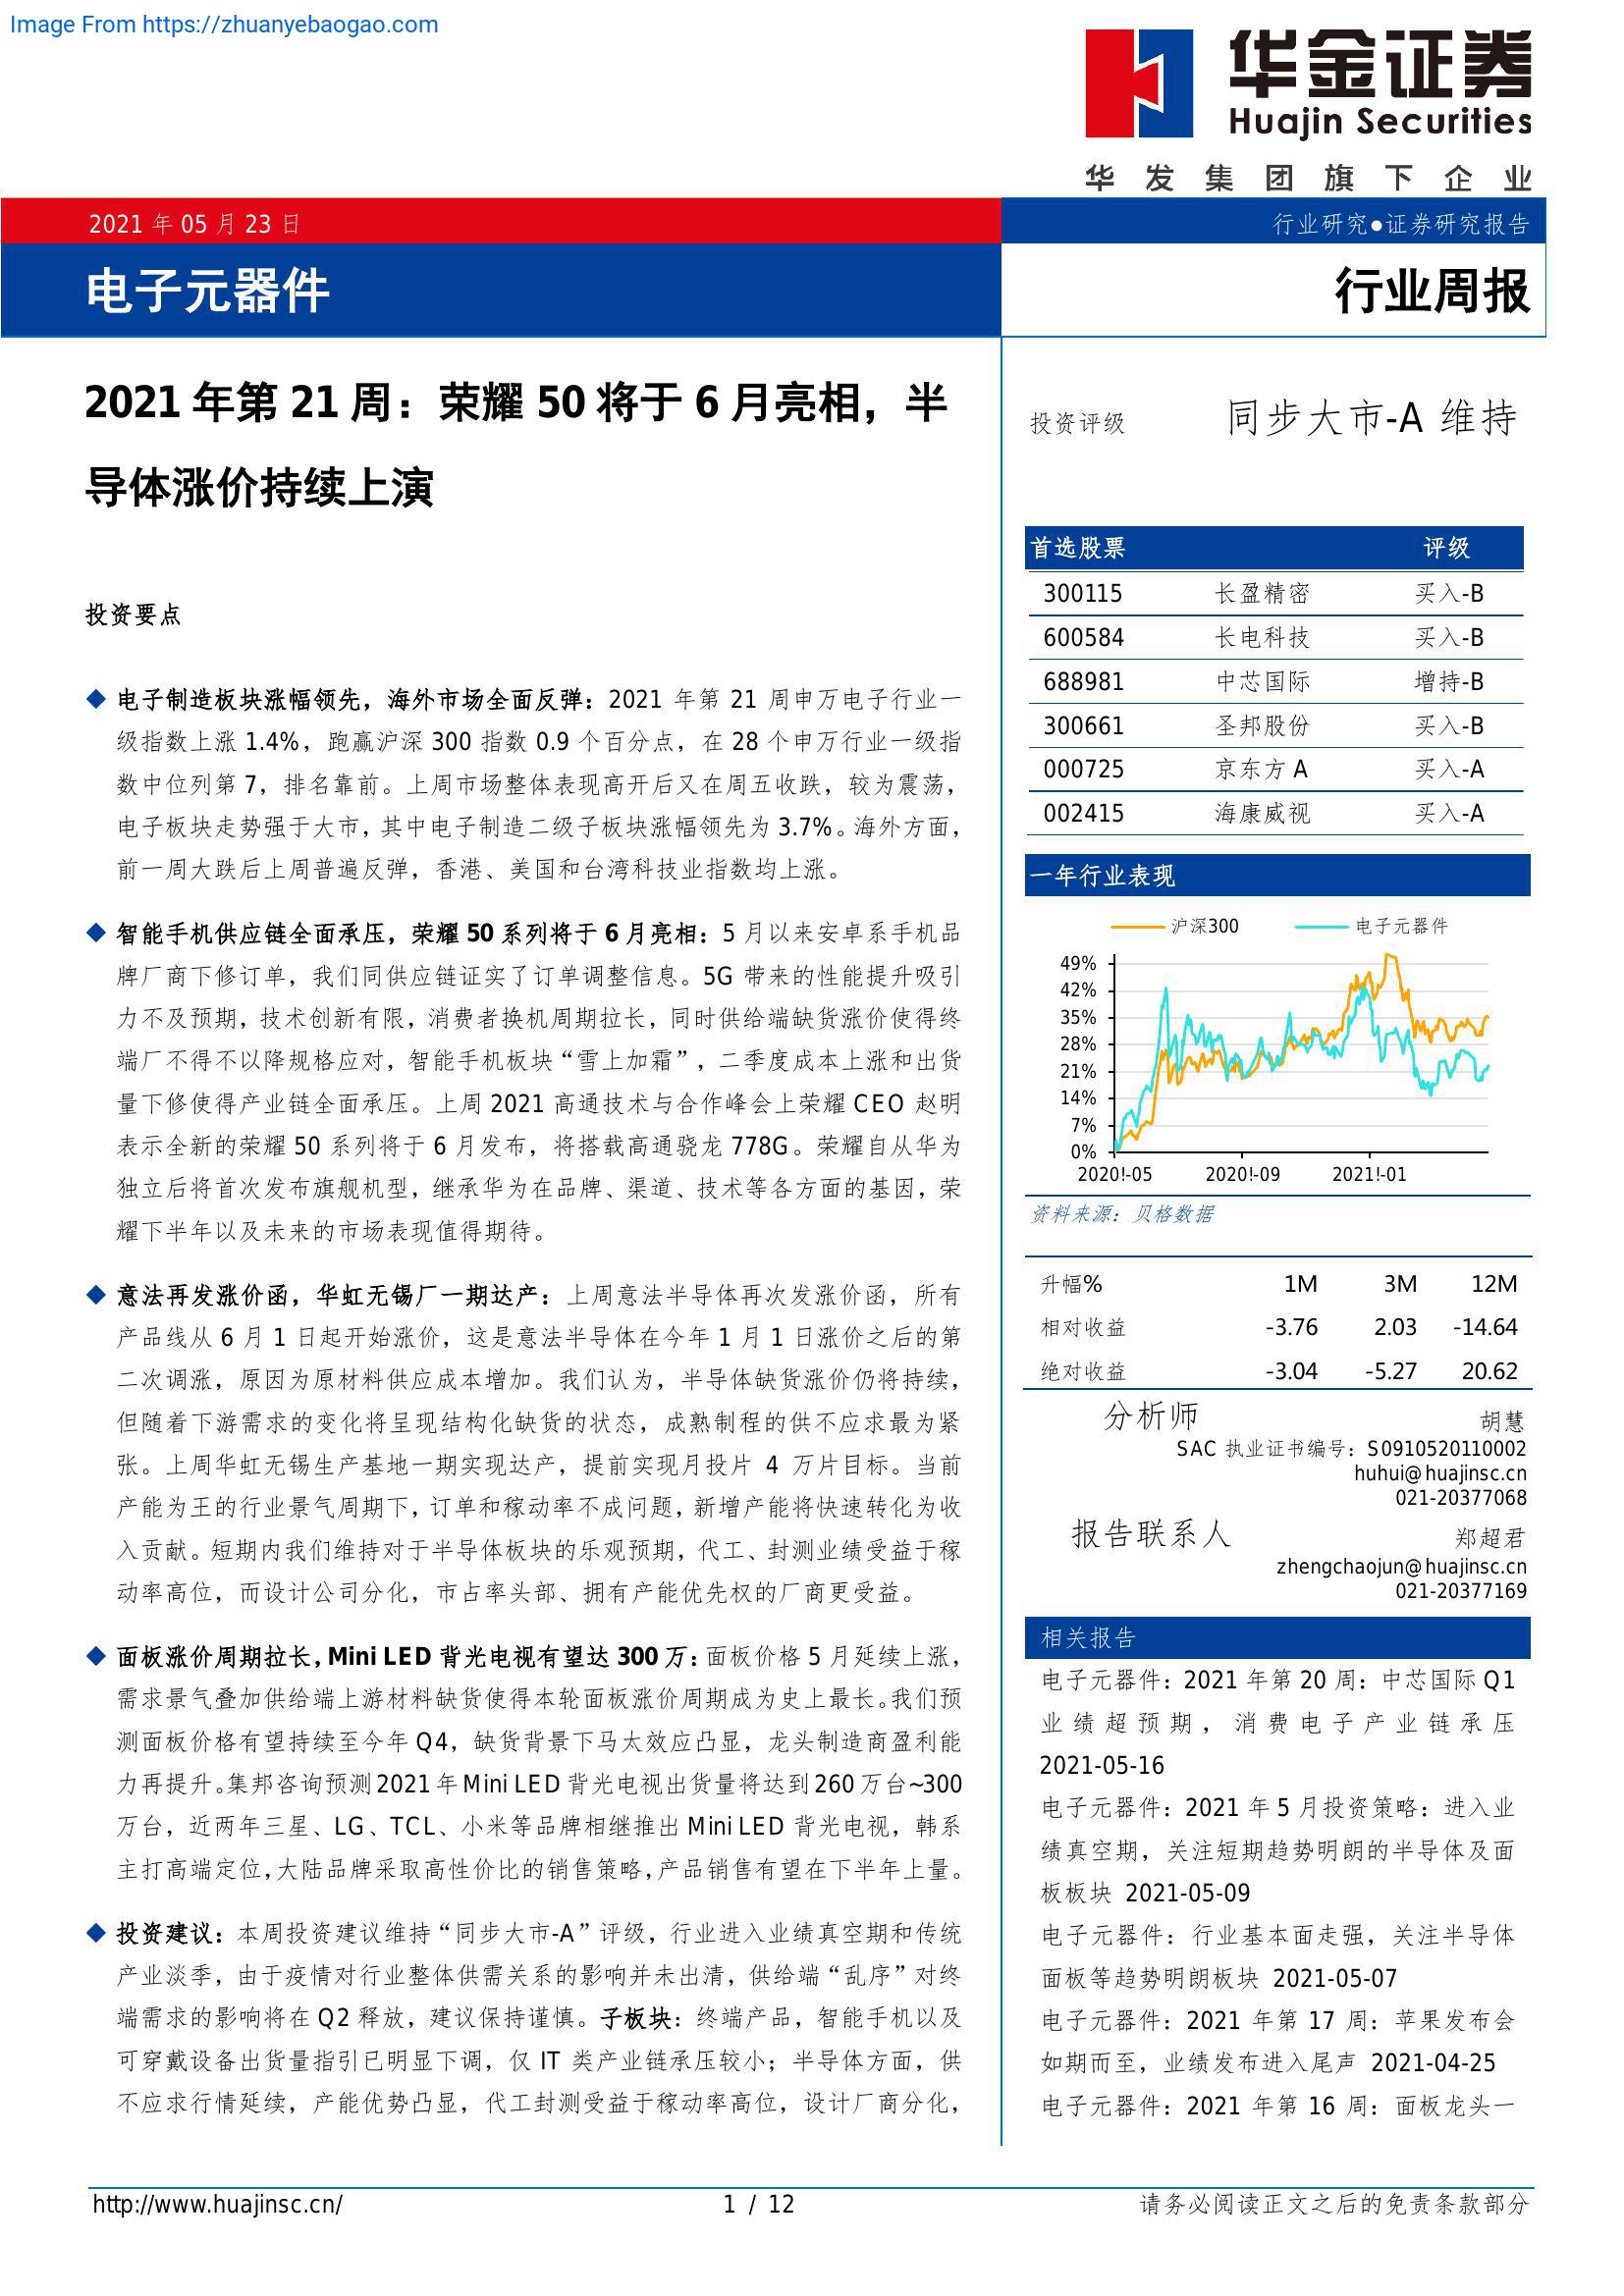 Image From https://zhuanyebaogao.com
华金证券
Huajin Securities
华发集团旗下企业
2021 年 05 月 23 日
行业研究●证券研究报告
电子元器件
行业周报
2021 年第 21 周：荣耀 50 将于 6 月亮相，半
导体涨价持续上演
投资要点
◆ 电子制造板块涨幅领先，海外市场全面反弹：2021 年第 21 周申万电子行业一
级指数上涨 1.4%，跑赢沪深 300 指数 0.9 个百分点，在 28 个申万行业一级指
数中位列第 7，排名靠前。上周市场整体表现高开后又在周五收跌，较为震荡，
电子板块走势强于大市，其中电子制造二级子板块涨幅领先为 3.7%。海外方面，
前一周大跌后上周普遍反弹，香港、美国和台湾科技业指数均上涨。
◆ 智能手机供应链全面承压，荣耀 50 系列将于 6 月亮相：5 月以来安卓系手机品
牌厂商下修订单，我们同供应链证实了订单调整信息。5G 带来的性能提升吸引
力不及预期，技术创新有限，消费者换机周期拉长，同时供给端缺货涨价使得终
端厂不得不以降规格应对，智能手机板块“雪上加霜”，二季度成本上涨和出货
量下修使得产业链全面承压。上周 2021 高通技术与合作峰会上荣耀 CEO 赵明
表示全新的荣耀 50 系列将于 6 月发布，将搭载高通骁龙 778G。荣耀自从华为
独立后将首次发布旗舰机型，继承华为在品牌、渠道、技术等各方面的基因，荣
耀下半年以及未来的市场表现值得期待。
◆ 意法再发涨价函，华虹无锡厂一期达产：上周意法半导体再次发涨价函，所有
产品线从 6 月 1 日起开始涨价，这是意法半导体在今年 1 月 1 日涨价之后的第
二次调涨，原因为原材料供应成本增加。我们认为，半导体缺货涨价仍将持续，
但随着下游需求的变化将呈现结构化缺货的状态，成熟制程的供不应求最为紧
张。上周华虹无锡生产基地一期实现达产，提前实现月投片 4 万片目标。当前
产能为王的行业景气周期下，订单和稼动率不成问题，新增产能将快速转化为收
入贡献。短期内我们维持对于半导体板块的乐观预期，代工、封测业绩受益于稼
动率高位，而设计公司分化，市占率头部、拥有产能优先权的厂商更受益。
◆ 面板涨价周期拉长，Mini LED 背光电视有望达 300 万：面板价格 5 月延续上涨，
需求景气叠加供给端上游材料缺货使得本轮面板涨价周期成为史上最长。我们预
测面板价格有望持续至今年 Q4，缺货背景下马太效应凸显，龙头制造商盈利能
力再提升。集邦咨询预测 2021 年 Mini LED 背光电视出货量将达到 260 万台~300
万台，近两年三星、LG、TCL、小米等品牌相继推出 Mini LED 背光电视，韩系
主打高端定位，大陆品牌采取高性价比的销售策略，产品销售有望在下半年上量。
◆ 投资建议：本周投资建议维持“同步大市-A”评级，行业进入业绩真空期和传统
产业淡季，由于疫情对行业整体供需关系的影响并未出清，供给端“乱序”对终
端需求的影响将在 Q2 释放，建议保持谨慎。子板块：终端产品，智能手机以及
可穿戴设备出货量指引已明显下调，仅 IT 类产业链承压较小；半导体方面，供
不应求行情延续，产能优势凸显，代工封测受益于稼动率高位，设计厂商分化，
投资评级 同步大市-A 维持
首选股票 评级
300115 长盈精密 买入-B
600584 长电科技 买入-B
688981 中芯国际 增持-B
300661 圣邦股份 买入-B
000725 京东方 A 买入-A
002415 海康威视 买入-A
一年行业表现
沪深300 电子元器件
49%
42%
35%
28%
21%
14%
7%
0%
2020!-05 2020!-09 2021!-01
资料来源：贝格数据
升幅% 1M 3M 12M
相对收益 -3.76 2.03 -14.64
绝对收益 -3.04 -5.27 20.62
分析师 胡慧
SAC 执业证书编号：S0910520110002
huhui@huajinsc.cn
021-20377068
报告联系人 郑超君
zhengchaojun@huajinsc.cn
021-20377169
相关报告
电子元器件：2021 年第 20 周：中芯国际 Q1
业绩超预期，消费电子产业链承压
2021-05-16
电子元器件：2021 年 5 月投资策略：进入业
绩真空期，关注短期趋势明朗的半导体及面
板板块 2021-05-09
电子元器件：行业基本面走强，关注半导体
面板等趋势明朗板块 2021-05-07
电子元器件：2021 年第 17 周：苹果发布会
如期而至，业绩发布进入尾声 2021-04-25
电子元器件：2021 年第 16 周：面板龙头一
http://www.huajinsc.cn/ 1 / 12 请务必阅读正文之后的免责条款部分